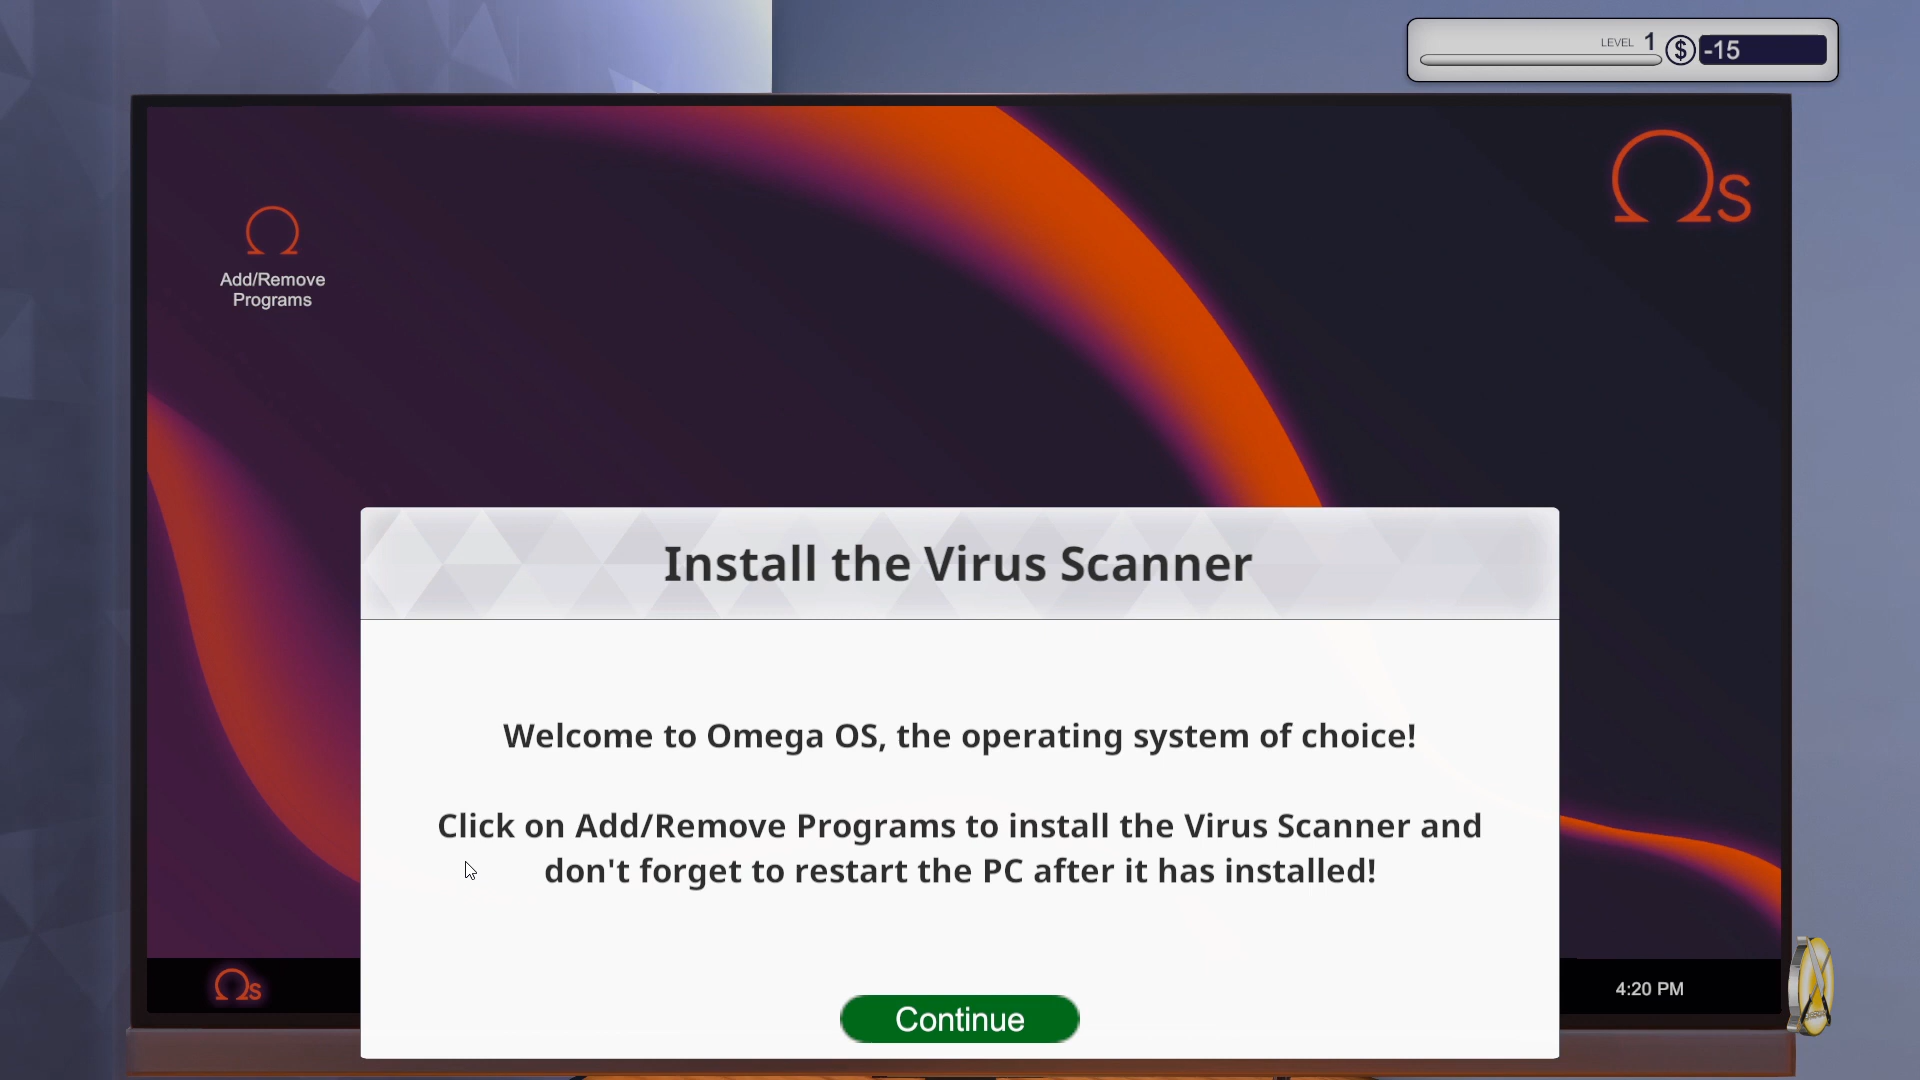 LEVEL 1 $ -15
Ωs
Add/Remove
Programs
Install the Virus Scanner
Welcome to Omega OS, the operating system of choice!
Click on Add/Remove Programs to install the Virus Scanner and
don't forget to restart the PC after it has installed!
Continue
Ωs
4:20 PM